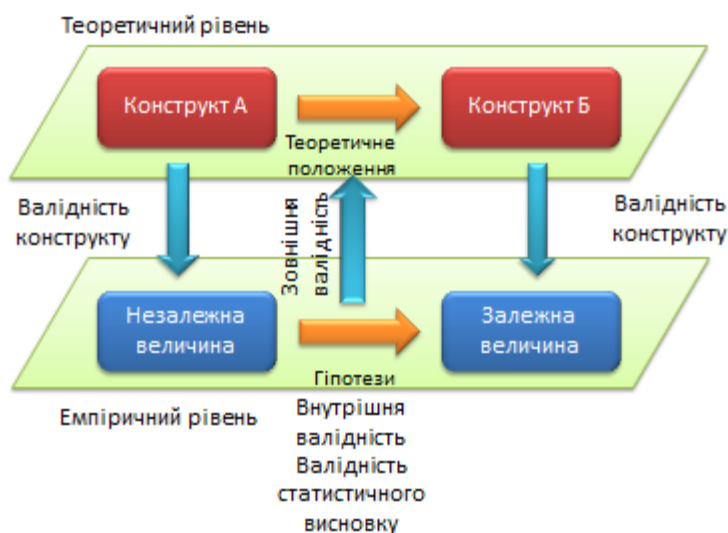 Теоретичний рівень
Конструкт А
Конструкт Б
Теоретичне
положення
Валідність
конструкту
Зовнішня
валідність
Валідність
конструкту
Незалежна
величина
Залежна
величина
Гіпотези
Емпіричний рівень
Внутрішня
валідність
Валідність
статистичного
висновку